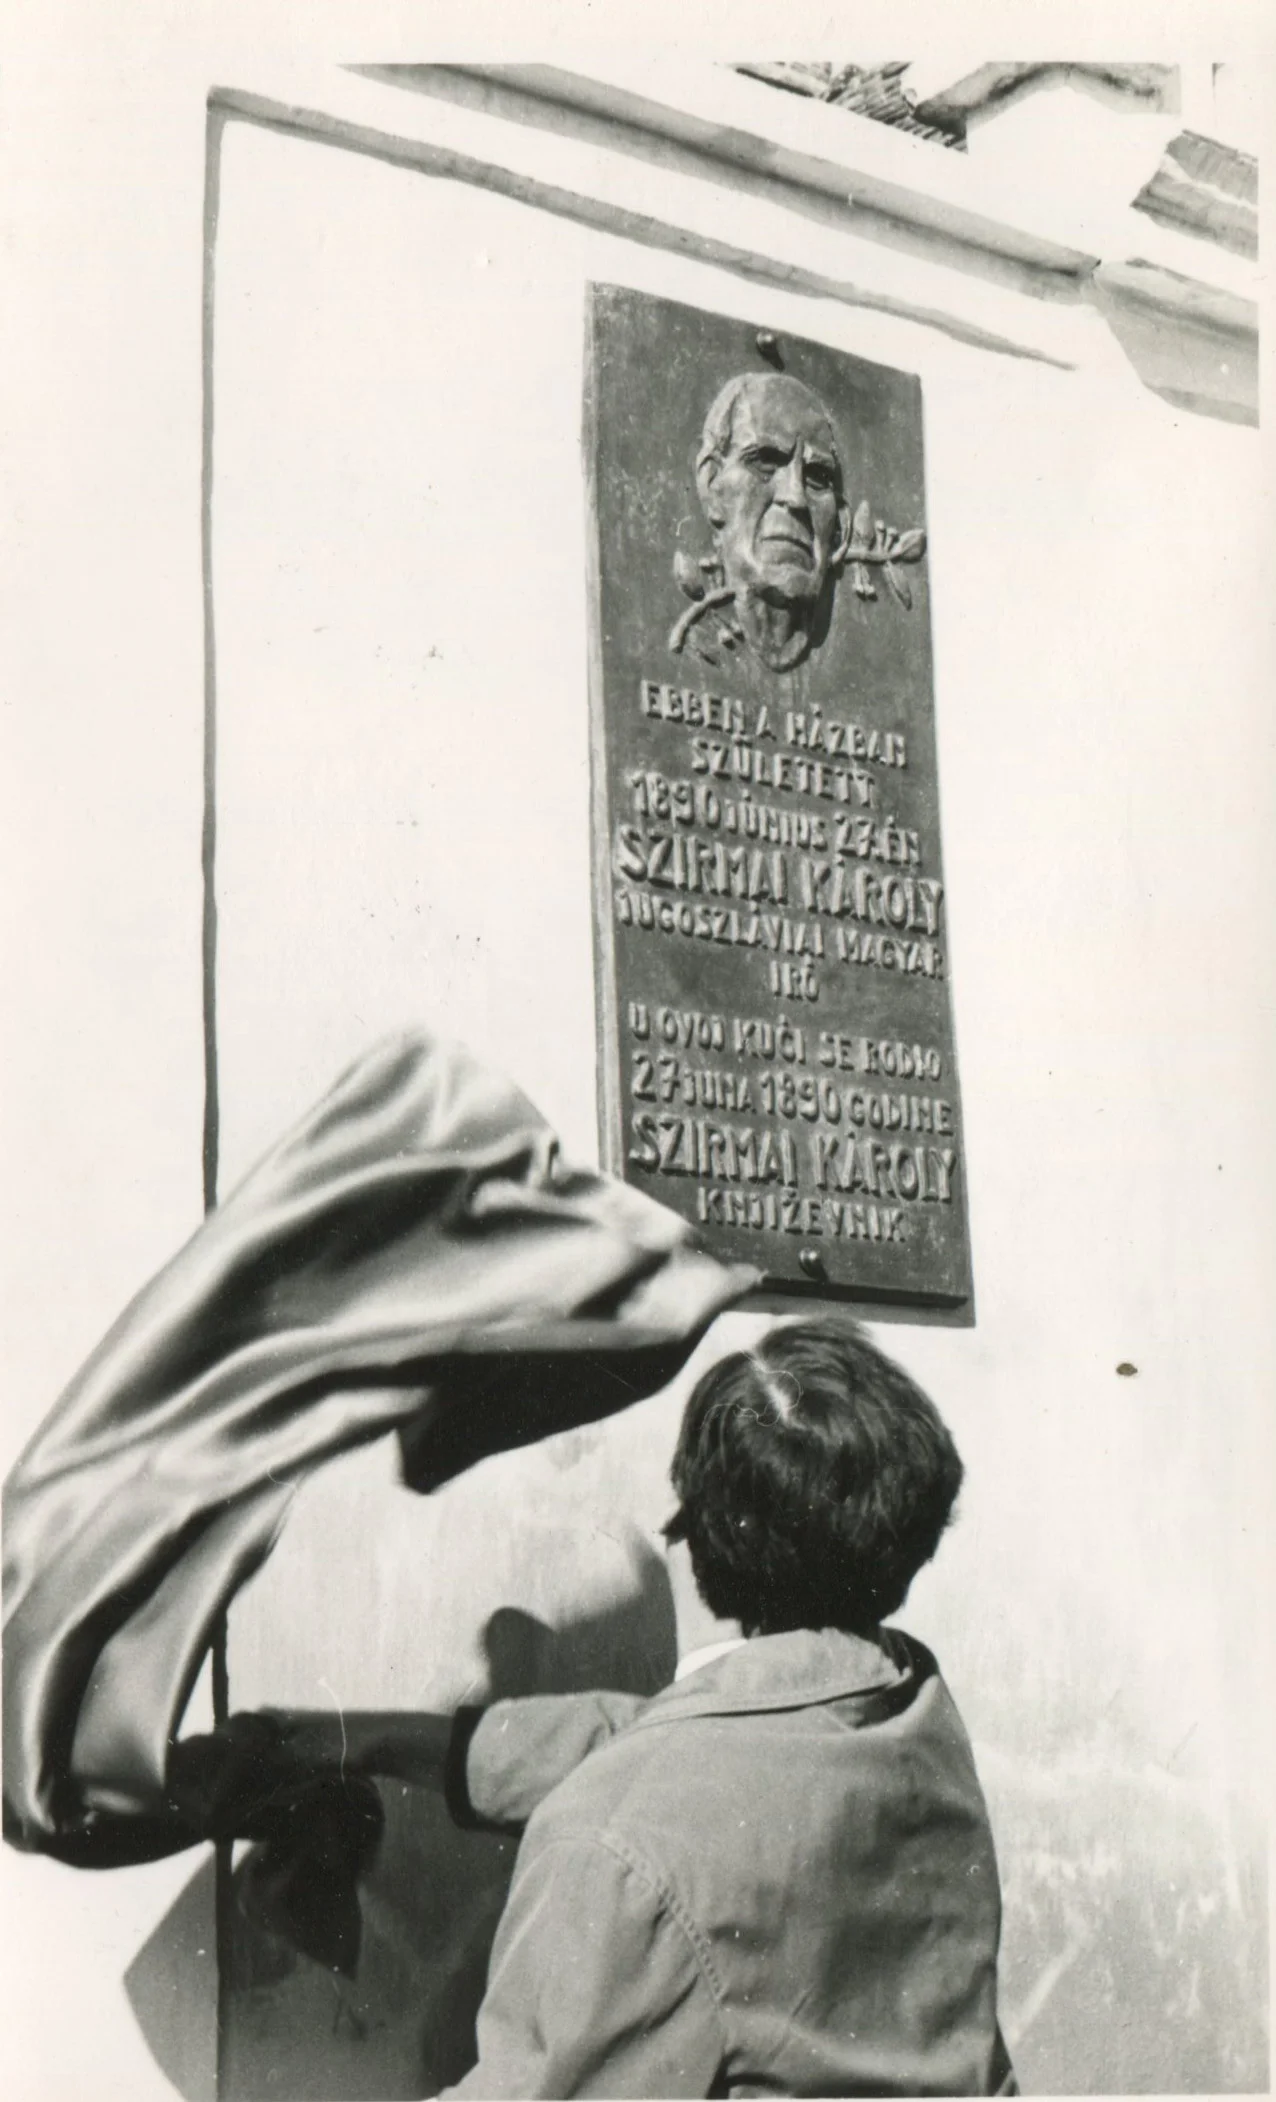 EBBEN A HÁZBAN
SZÜLETETT
1890 JÚNIUS 27.ÉN
SZIRMAI KÁROLY
JUGOSZLÁVIAI MAGYAR
IRÓ
U OVOJ KUĆI SE RODIO
27 JUNA 1890 GODINE
SZIRMAI KÁROLY
KNJIŽEVNIK